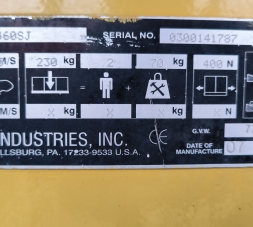 460SJ SERIAL NO. 0300141787
M/S 230 kg 2 70 kg 400 N
M/S X kg = X + X kg X N
INDUSTRIES, INC. CE G.V.W.
LLSBURG, PA. 17233-9533 U.S.A. DATE OF
MANUFACTURE 07